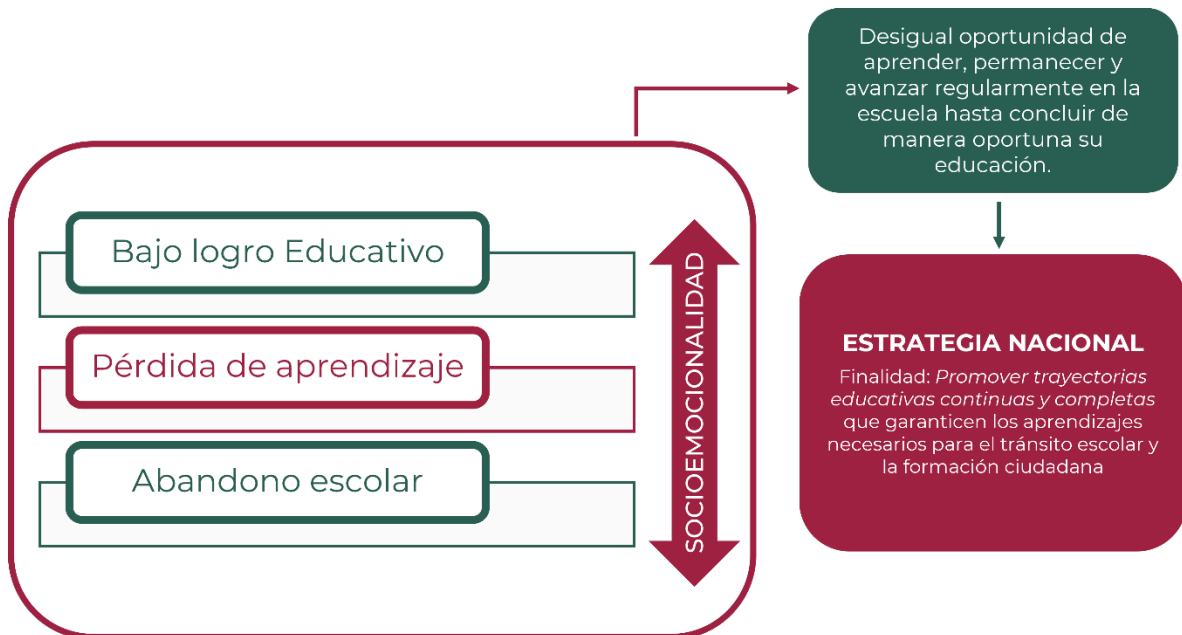 Desigual oportunidad de
aprender, permanecer y
avanzar regularmente en la
escuela hasta concluir de
manera oportuna su
educación.
Bajo logro Educativo
Pérdida de aprendizaje
Abandono escolar
SOCIOEMOCIONALIDAD
ESTRATEGIA NACIONAL
Finalidad: Promover trayectorias
educativas continuas y completas
que garanticen los aprendizajes
necesarios para el tránsito escolar y
la formación ciudadana